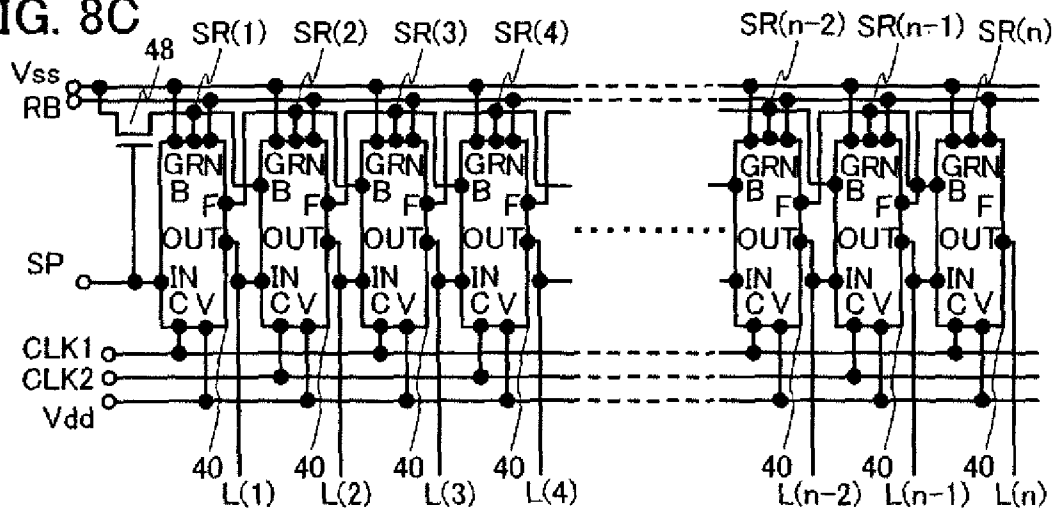 FIG. 8C
48
SR(1) SR(2) SR(3) SR(4) SR(n-2) SR(n-1) SR(n)
Vss
RB
GRN GRN GRN GRN GRN GRN GRN
B B B B B B B
F F F F F F F
OUT OUT OUT OUT OUT OUT OUT
SP
IN IN IN IN IN IN IN
C V C V C V C V C V C V C V
CLK1
CLK2
Vdd
40 40 40 40 40 40 40
L(1) L(2) L(3) L(4) L(n-2) L(n-1) L(n)